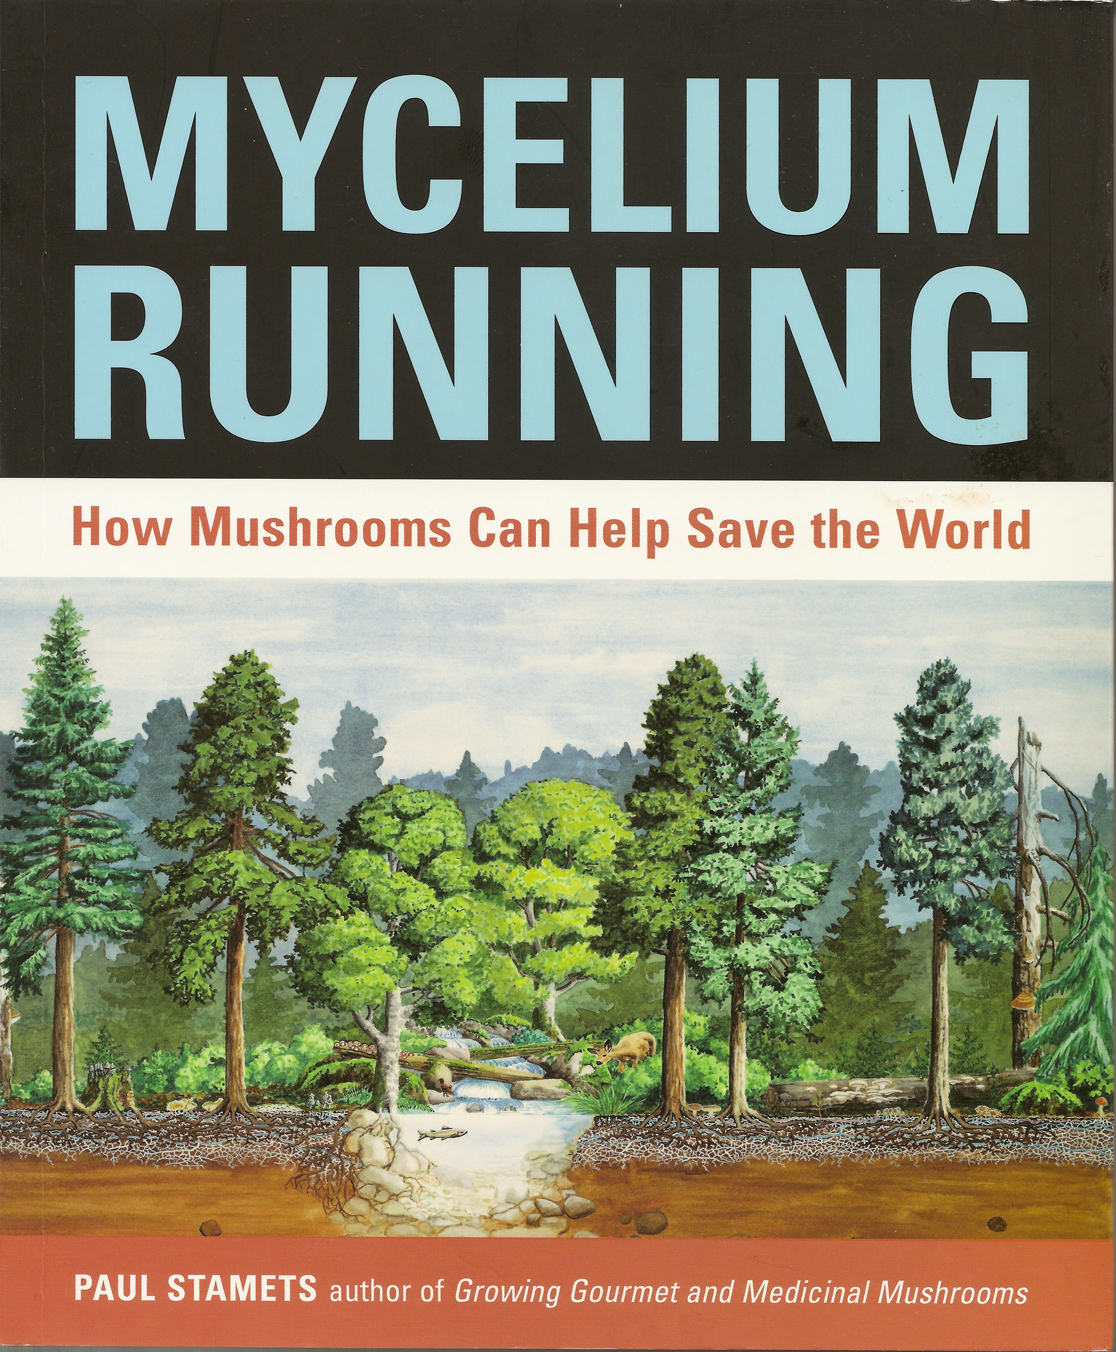 MYCELIUM
RUNNING
How Mushrooms Can Help Save the World
PAUL STAMETS author of Growing Gourmet and Medicinal Mushrooms